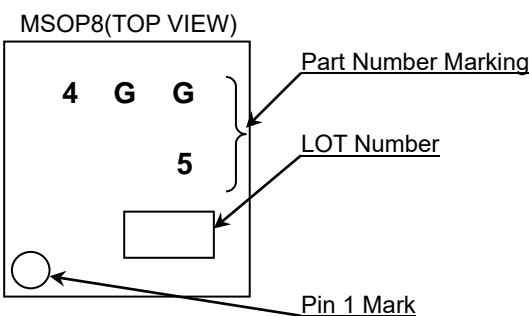 MSOP8(TOP VIEW)
Part Number Marking
4 G G
LOT Number
5
Pin 1 Mark